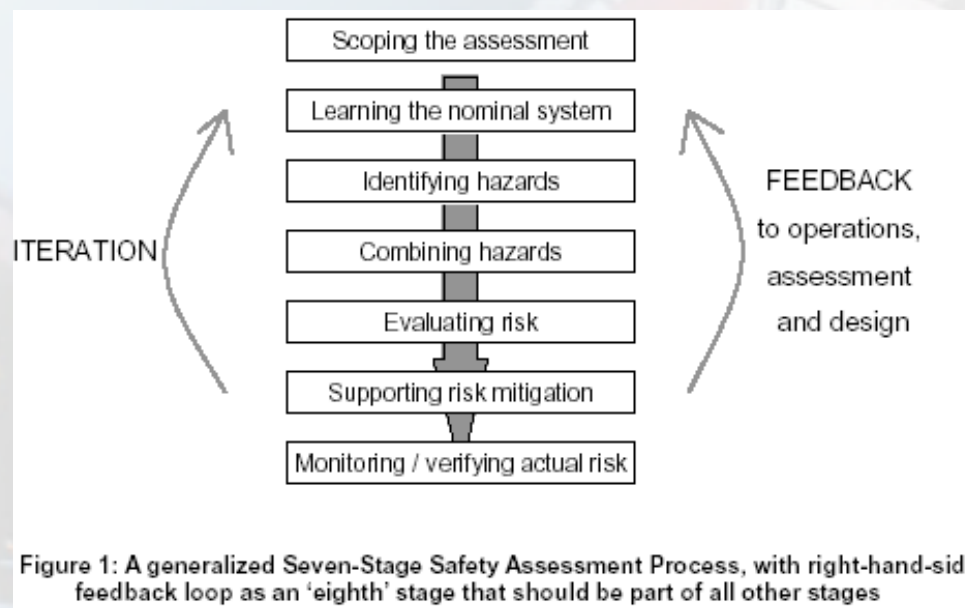 Scoping the assessment
Learning the nominal system
Identifying hazards
Combining hazards
Evaluating risk
Supporting risk mitigation
Monitoring / verifying actual risk
ITERATION
FEEDBACK
to operations,
assessment
and design
Figure 1: A generalized Seven-Stage Safety Assessment Process, with right-hand-sid
feedback loop as an ‘eighth’ stage that should be part of all other stages